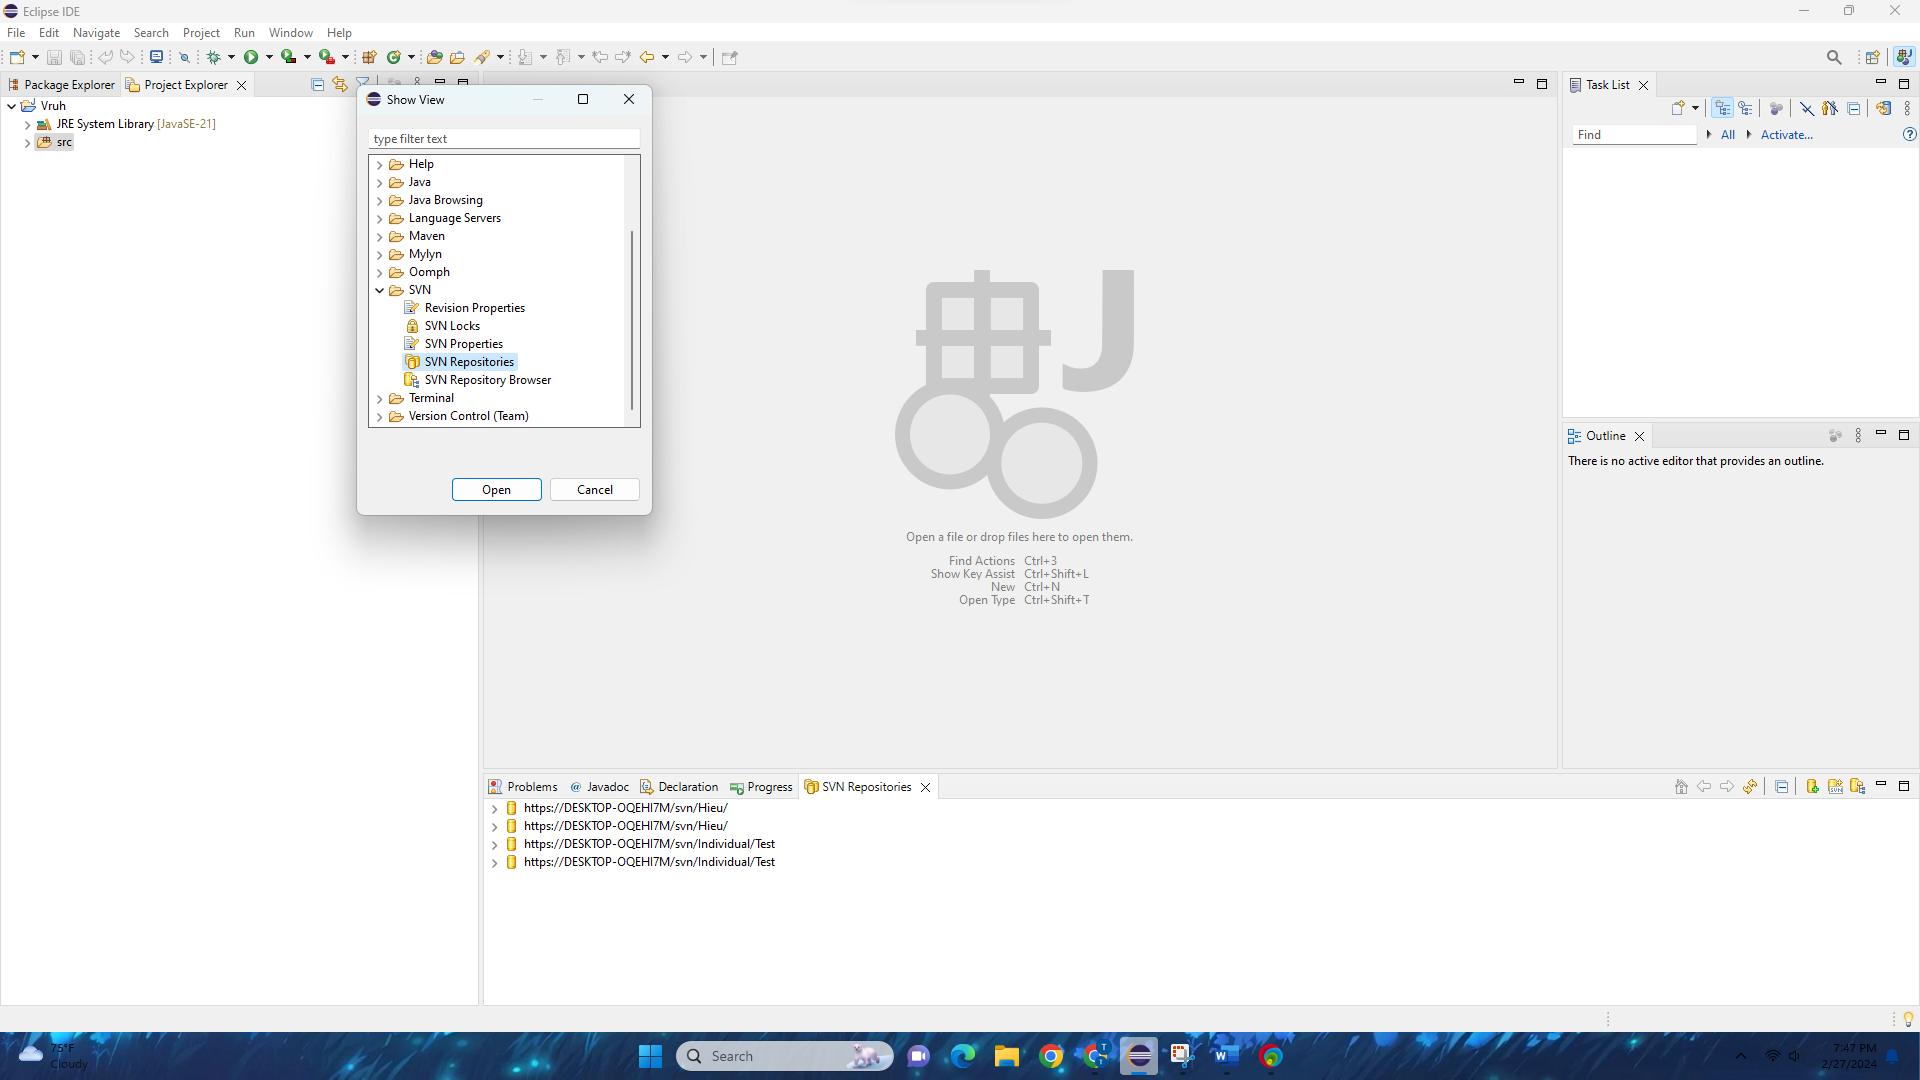 Eclipse IDE
File Edit Navigate Search Project Run Window Help
Package Explorer Project Explorer
Vruh
JRE System Library [JavaSE-21]
src
Show View
type filter text
Help
Java
Java Browsing
Language Servers
Maven
Mylyn
Oomph
SVN
Revision Properties
SVN Locks
SVN Properties
SVN Repositories
SVN Repository Browser
Terminal
Version Control (Team)
Open Cancel
Open a file or drop files here to open them.
Find Actions Ctrl+3
Show Key Assist Ctrl+Shift+L
New Ctrl+N
Open Type Ctrl+Shift+T
Task List
Find All Activate...
Outline
There is no active editor that provides an outline.
Problems @ Javadoc Declaration Progress SVN Repositories
https://DESKTOP-OQEHI7M/svn/Hieu/
https://DESKTOP-OQEHI7M/svn/Hieu/
https://DESKTOP-OQEHI7M/svn/Individual/Test
https://DESKTOP-OQEHI7M/svn/Individual/Test
75°F
Cloudy
Search
7:47 PM
2/27/2024